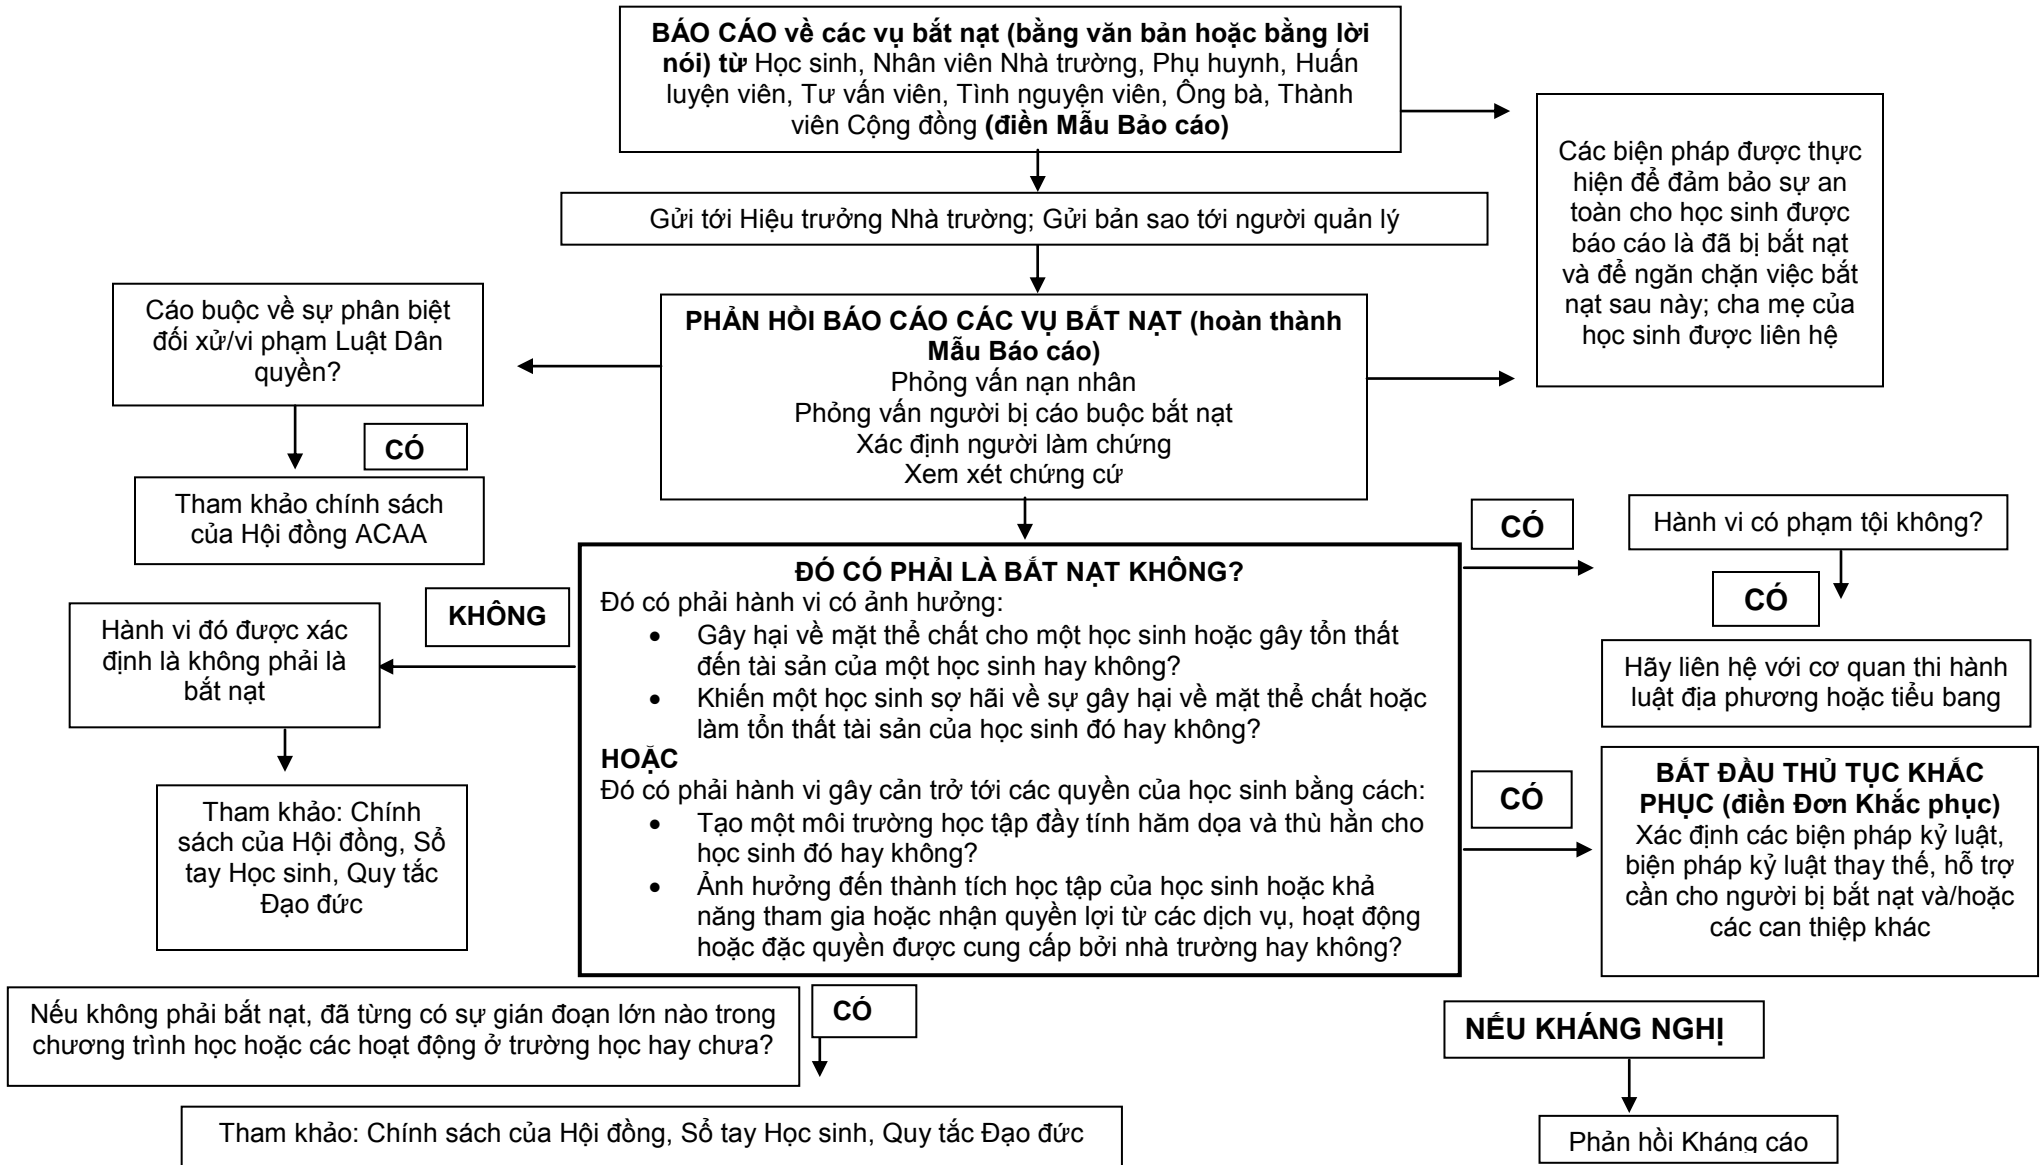 BÁO CÁO về các vụ bắt nạt (bằng văn bản hoặc bằng lời
nói) từ Học sinh, Nhân viên Nhà trường, Phụ huynh, Huấn
luyện viên, Tư vấn viên, Tình nguyện viên, Ông bà, Thành
viên Cộng đồng (điền Mẫu Bảo cáo)
Các biện pháp được thực
hiện để đảm bảo sự an
toàn cho học sinh được
báo cáo là đã bị bắt nạt
và để ngăn chặn việc bắt
nạt sau này; cha mẹ của
học sinh được liên hệ
Gửi tới Hiệu trưởng Nhà trường; Gửi bản sao tới người quản lý
Cáo buộc về sự phân biệt
đối xử/vi phạm Luật Dân
quyền?
CÓ
Tham khảo chính sách
của Hội đồng ACAA
PHẢN HỒI BÁO CÁO CÁC VỤ BẮT NẠT (hoàn thành
Mẫu Báo cáo)
Phỏng vấn nạn nhân
Phỏng vấn người bị cáo buộc bắt nạt
Xác định người làm chứng
Xem xét chứng cứ
CÓ
Hành vi có phạm tội không?
CÓ
Hãy liên hệ với cơ quan thi hành
luật địa phương hoặc tiểu bang
KHÔNG
Hành vi đó được xác
định là không phải là
bắt nạt
Tham khảo: Chính
sách của Hội đồng, Sổ
tay Học sinh, Quy tắc
Đạo đức
ĐÓ CÓ PHẢI LÀ BẮT NẠT KHÔNG?
Đó có phải hành vi có ảnh hưởng:
• Gây hại về mặt thể chất cho một học sinh hoặc gây tổn thất
đến tài sản của một học sinh hay không?
• Khiến một học sinh sợ hãi về sự gây hại về mặt thể chất hoặc
làm tổn thất tài sản của học sinh đó hay không?
HOẶC
Đó có phải hành vi gây cản trở tới các quyền của học sinh bằng cách:
• Tạo một môi trường học tập đầy tính hăm dọa và thù hằn cho
học sinh đó hay không?
• Ảnh hưởng đến thành tích học tập của học sinh hoặc khả
năng tham gia hoặc nhận quyền lợi từ các dịch vụ, hoạt động
hoặc đặc quyền được cung cấp bởi nhà trường hay không?
CÓ
BẮT ĐẦU THỦ TỤC KHẮC
PHỤC (điền Đơn Khắc phục)
Xác định các biện pháp kỷ luật,
biện pháp kỷ luật thay thế, hỗ trợ
cần cho người bị bắt nạt và/hoặc
các can thiệp khác
Nếu không phải bắt nạt, đã từng có sự gián đoạn lớn nào trong
chương trình học hoặc các hoạt động ở trường học hay chưa?
CÓ
Tham khảo: Chính sách của Hội đồng, Sổ tay Học sinh, Quy tắc Đạo đức
NẾU KHÁNG NGHỊ
Phản hồi Kháng cáo